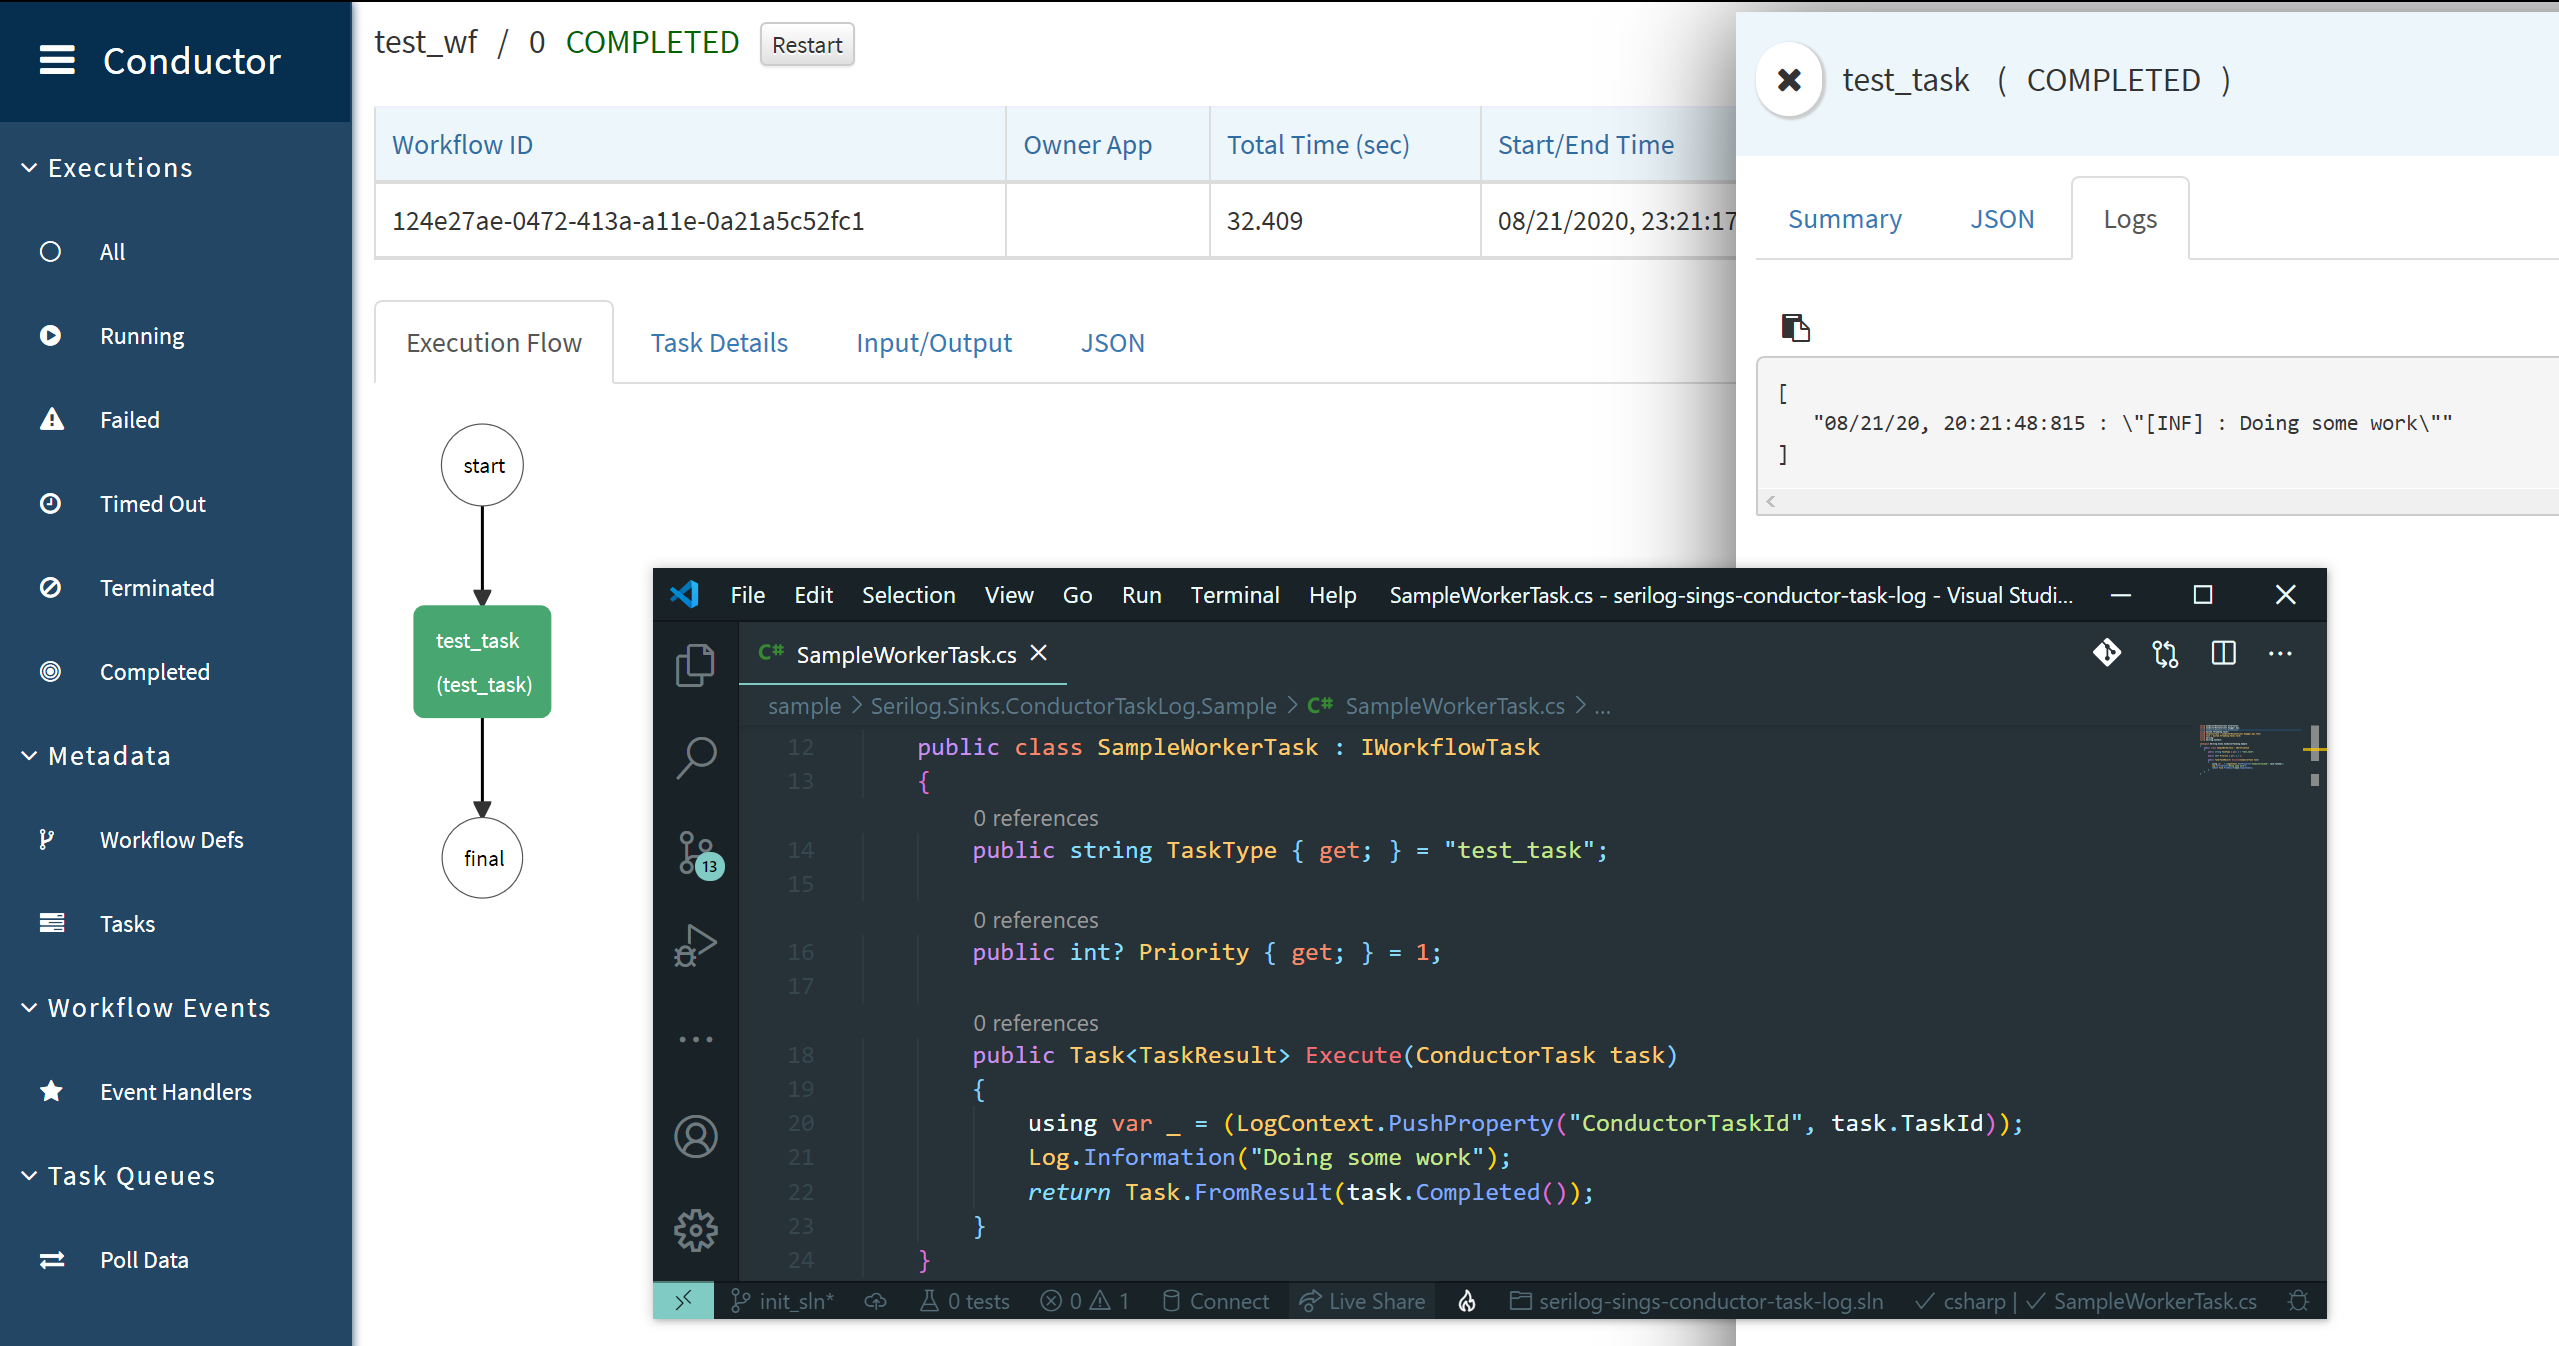 Conductor
Executions
All
Running
Failed
Timed Out
Terminated
Completed
Metadata
Workflow Defs
Tasks
Workflow Events
Event Handlers
Task Queues
Poll Data
test_wf / 0 COMPLETED Restart
Workflow ID Owner App Total Time (sec) Start/End Time
124e27ae-0472-413a-a11e-0a21a5c52fc1 32.409 08/21/2020, 23:21:17
Execution Flow Task Details Input/Output JSON
start
test_task
(test_task)
final
test_task ( COMPLETED )
Summary JSON Logs
[
"08/21/20, 20:21:48:815 : \"[INF] : Doing some work\""
]
File Edit Selection View Go Run Terminal Help SampleWorkerTask.cs - serilog-sings-conductor-task-log - Visual Studi...
C# SampleWorkerTask.cs
sample > Serilog.Sinks.ConductorTaskLog.Sample > C# SampleWorkerTask.cs > ...
13
12 public class SampleWorkerTask : IWorkflowTask
13 {
0 references
14 public string TaskType { get; } = "test_task";
15
0 references
16 public int? Priority { get; } = 1;
17
0 references
18 public Task<TaskResult> Execute(ConductorTask task)
19 {
20 using var _ = (LogContext.PushProperty("ConductorTaskId", task.TaskId));
21 Log.Information("Doing some work");
22 return Task.FromResult(task.Completed());
23 }
24 }
init_sln* 0 tests 0 1 Connect Live Share serilog-sings-conductor-task-log.sln csharp | SampleWorkerTask.cs